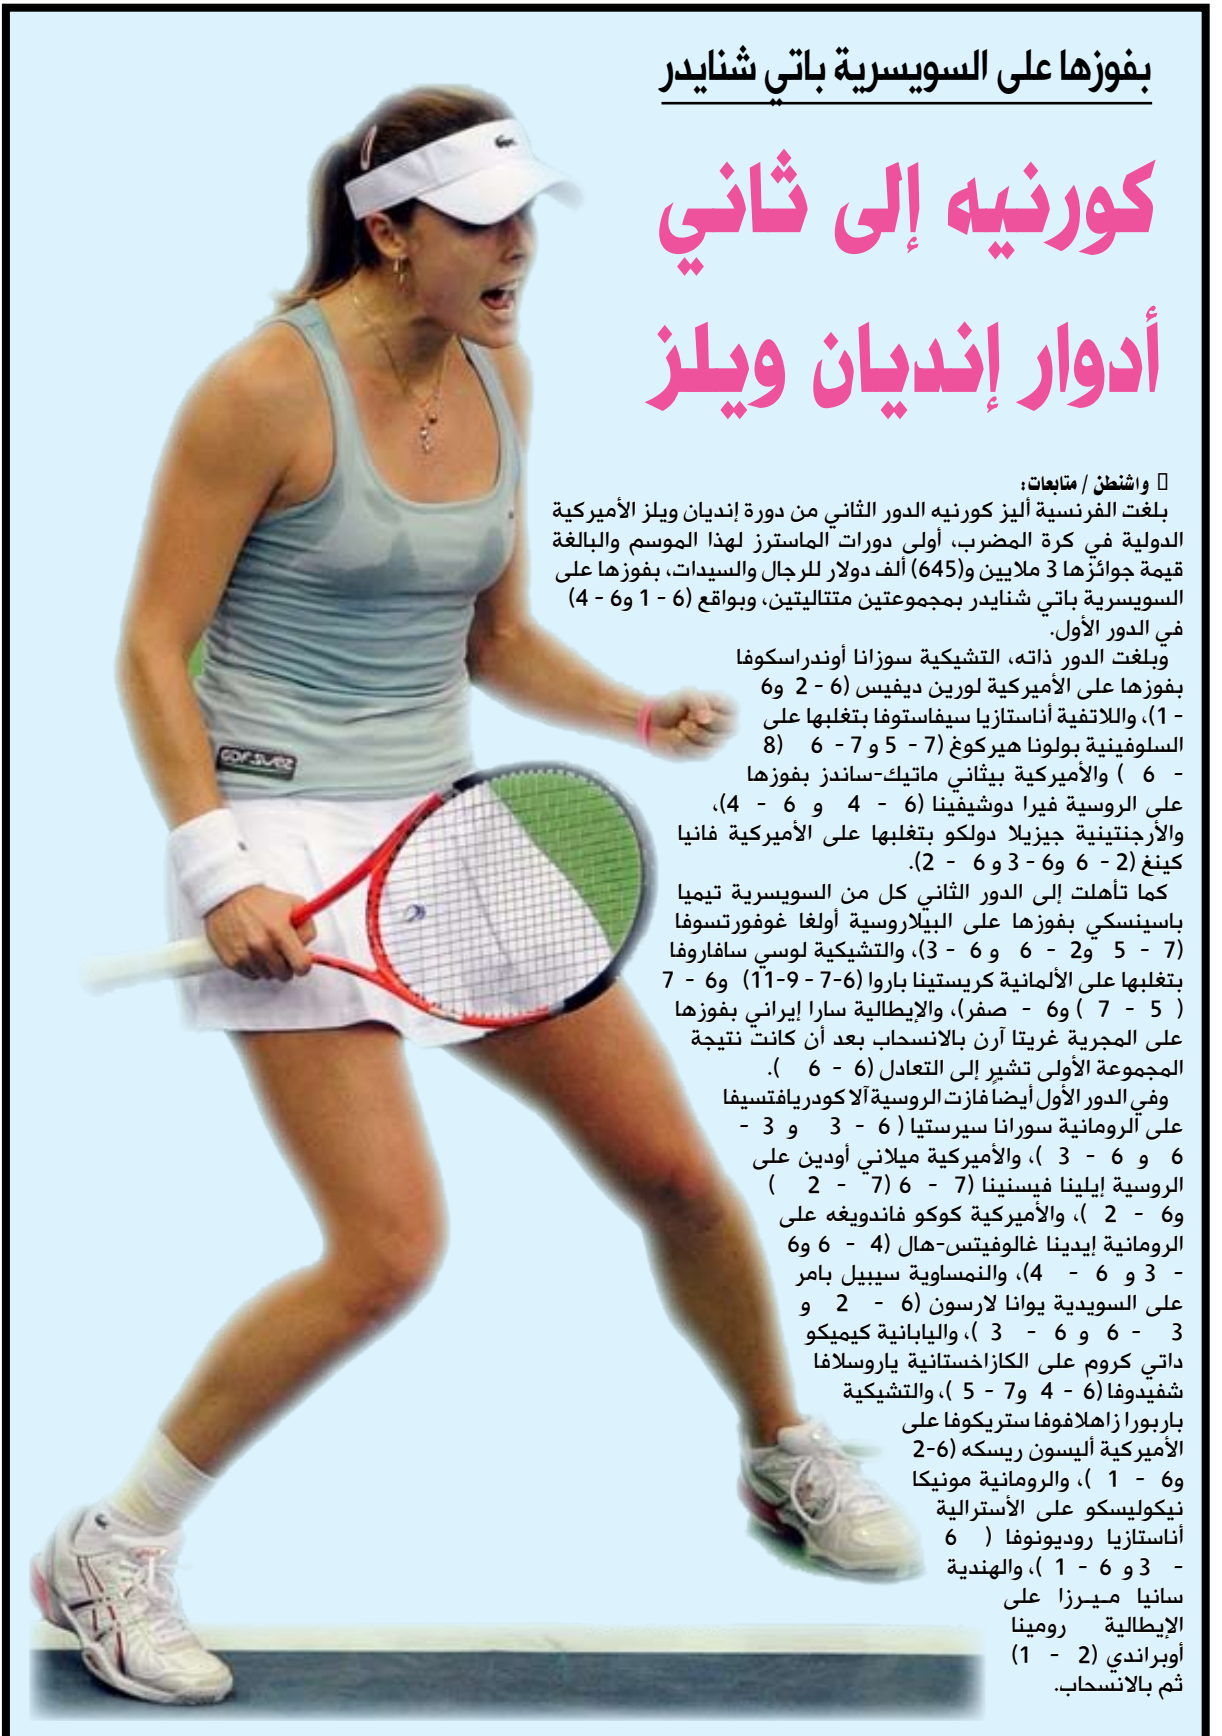 بفوزها على السويسرية باتي شنايدر
كورنيه إلى ثاني
أدوار إنديان ويلز
واشنطن / متابعات:
بلغت الفرنسية أليز كورنيه الدور الثاني من دورة إنديان ويلز الأميركية
الدولية في كرة المضرب، أولى دورات الماسترز لهذا الموسم والبالغة
قيمة جوائزها 3 ملايين و(645) ألف دولار للرجال والسيدات، بفوزها على
السويسرية باتي شنايدر بمجموعتين متتاليتين، وبواقع (6 - 1 و6 - 4)
في الدور الأول.
وبلغت الدور ذاته، التشيكية سوزانا أوندراسكوفا
بفوزها على الأميركية لورين ديفيس (6 - 2 و6
- 1)، واللاتفية أناستازيا سيفاستوفا بتغلبها على
السلوفينية بولونا هيركوغ (7 - 5 و 7 - 6 (8
- 6 ) والأميركية بيثاني ماتيك-ساندز بفوزها
على الروسية فيرا دوشيفينا (6 - 4 و 6 - 4)،
والأرجنتينية جيزيلا دولكو بتغلبها على الأميركية فانيا
كينغ (2 - 6 و6 - 3 و 6 - 2).
كما تأهلت إلى الدور الثاني كل من السويسرية تيميا
باسينسكي بفوزها على البيلاروسية أولغا غوفورتسوفا
(7 - 5 و2 - 6 و 6 - 3)، والتشيكية لوسي سافاروفا
بتغلبها على الألمانية كريستينا باروا (6-7 - 9-11) و6 - 7
( 5 - 7 ) و6 - صفر)، والإيطالية سارا إيراني بفوزها
على المجرية غريتا آرن بالانسحاب بعد أن كانت نتيجة
المجموعة الأولى تشير إلى التعادل (6 - 6 ).
وفي الدور الأول أيضاً فازت الروسية آلا كودريافتسيفا
على الرومانية سورانا سيرستيا ( 6 - 3 و 3 -
6 و 6 - 3 )، والأميركية ميلاني أودين على
الروسية إيلينا فيسنينا (7 - 6 (7 - 2 )
و6 - 2 )، والأميركية كوكو فاندويغه على
الرومانية إيدينا غالوفيتس-هال (4 - 6 و6
- 3 و 6 - 4)، والنمساوية سيبيل بامر
على السويدية يوانا لارسون (6 - 2 و
3 - 6 و 6 - 3 )، واليابانية كيميكو
داتي كروم على الكازاخستانية ياروسلافا
شفيدوفا (6 - 4 و7 - 5 )، والتشيكية
باربورا زاهلافوفا ستريكوفا على
الأميركية أليسون ريسكه (6-2
و6 - 1 )، والرومانية مونيكا
نيكوليسكو على الأسترالية
أناستازيا روديونوفا ( 6
- 3 و 6 - 1 )، والهندية
سانيا ميـرزا على
الإيطالية رومينا
أوبراندي (2 - 1)
ثم بالانسحاب.